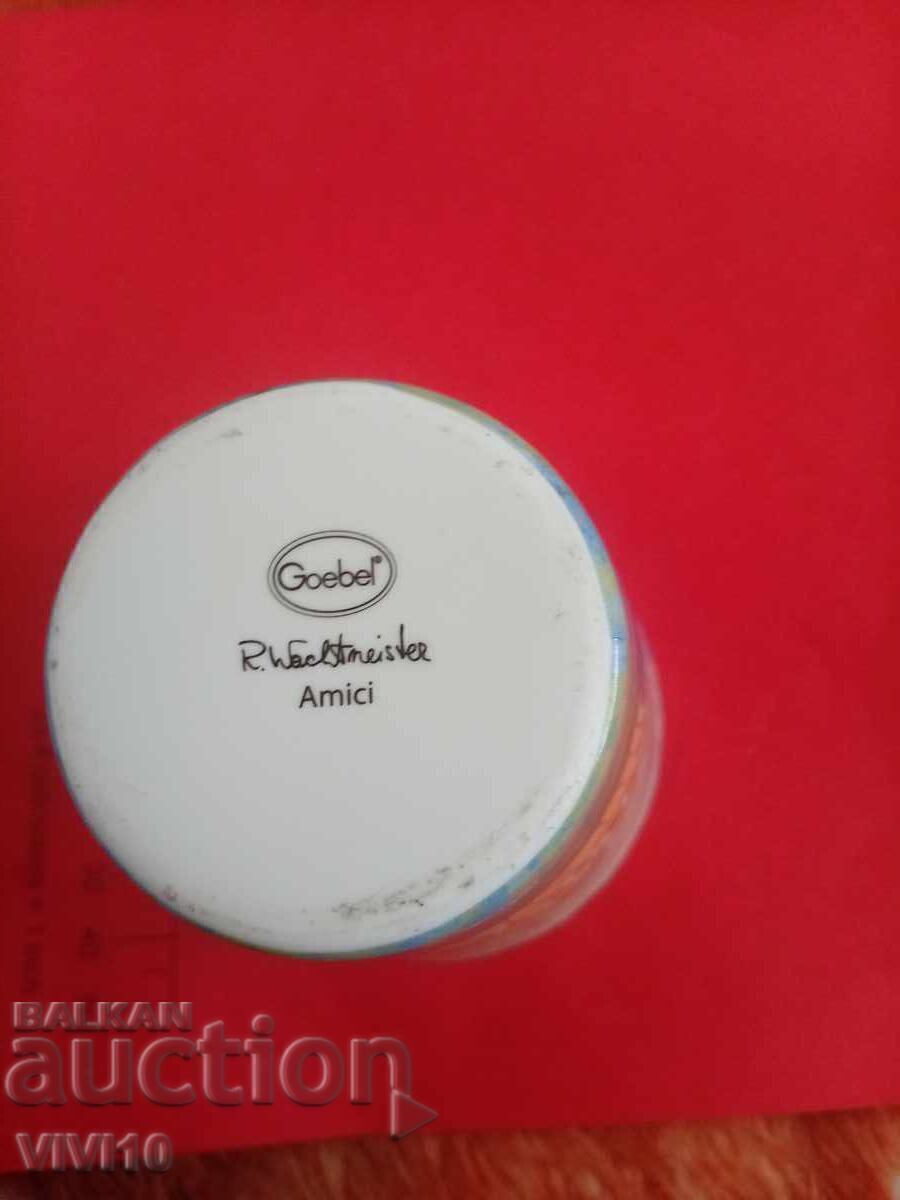 Goebel®
R. Wachtmeister
Amici
BALKAN
auction
VIVI10